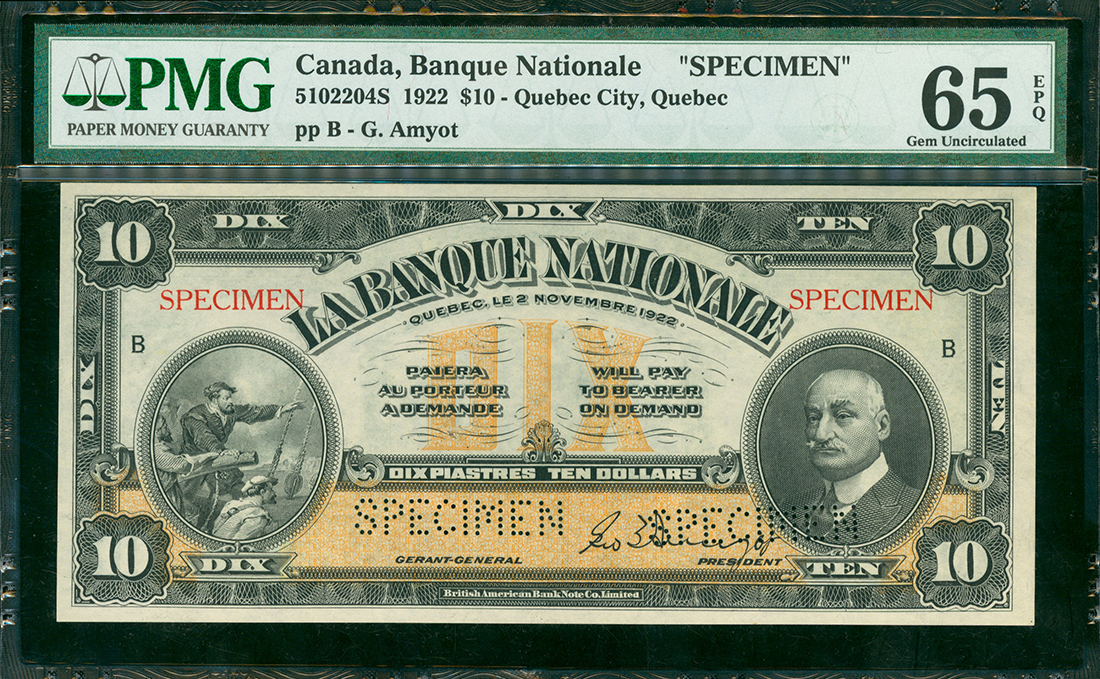 PMG
PAPER MONEY GUARANTY
Canada, Banque Nationale "SPECIMEN"
5102204S 1922 $10 - Quebec City, Quebec
pp B - G. Amyot
65
EPQ
Gem Uncirculated
10 DIX DIX TEN 10
LA BANQUE NATIONALE
SPECIMEN SPECIMEN
QUEBEC, LE 2 NOVEMBRE 1922
B B
DIX
DIX TEN
PAIERA WILL PAY
AU PORTEUR TO BEARER
A DEMANDE ON DEMAND
DIX PIASTRES TEN DOLLARS
SPECIMEN SPECIMEN
GERANT-GENERAL PRESIDENT
10 DIX TEN 10
British American Bank Note Co. Limited